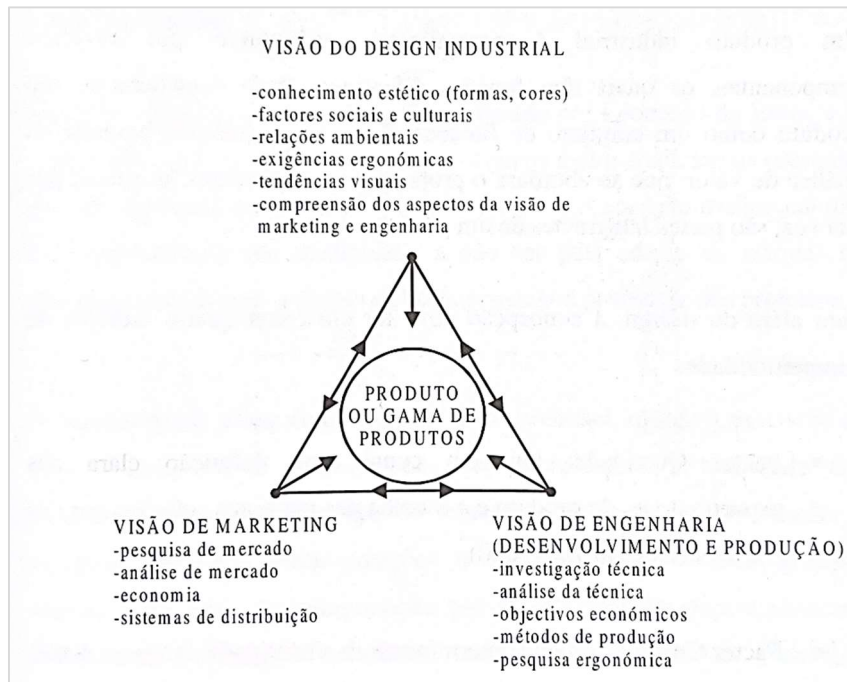 VISÃO DO DESIGN INDUSTRIAL
-conhecimento estético (formas, cores)
-factores sociais e culturais
-relações ambientais
-exigências ergonómicas
-tendências visuais
-compreensão dos aspectos da visão de
marketing e engenharia
PRODUTO
OU GAMA DE
PRODUTOS
VISÃO DE MARKETING
-pesquisa de mercado
-análise de mercado
-economia
-sistemas de distribuição
VISÃO DE ENGENHARIA
(DESENVOLVIMENTO E PRODUÇÃO)
-investigação técnica
-análise da técnica
-objectivos económicos
-métodos de produção
-pesquisa ergonómica